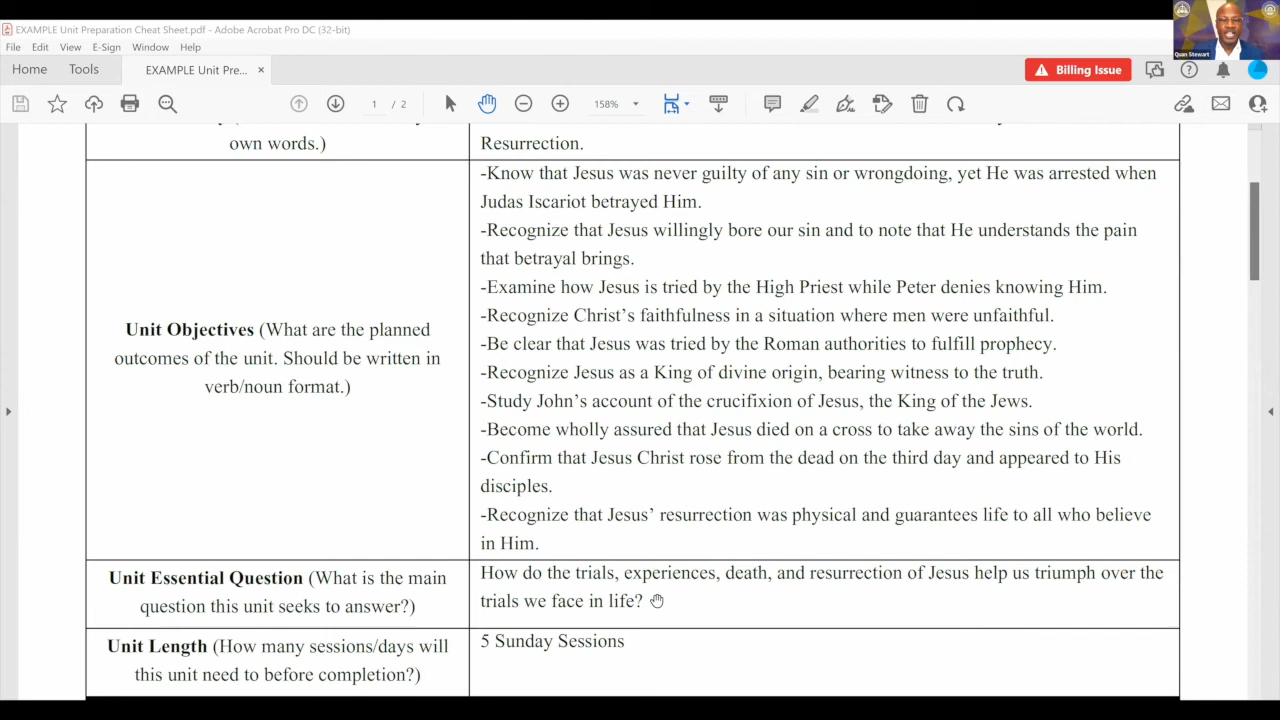 EXAMPLE Unit Preparation Cheat Sheet.pdf - Adobe Acrobat Pro DC (32-bit)
File Edit View E-Sign Window Help
Home Tools EXAMPLE Unit Pre... × Billing Issue
Quan Stewart
1 / 2 158%
own words.)
Resurrection.
Unit Objectives (What are the planned
outcomes of the unit. Should be written in
verb/noun format.)
-Know that Jesus was never guilty of any sin or wrongdoing, yet He was arrested when
Judas Iscariot betrayed Him.
-Recognize that Jesus willingly bore our sin and to note that He understands the pain
that betrayal brings.
-Examine how Jesus is tried by the High Priest while Peter denies knowing Him.
-Recognize Christ's faithfulness in a situation where men were unfaithful.
-Be clear that Jesus was tried by the Roman authorities to fulfill prophecy.
-Recognize Jesus as a King of divine origin, bearing witness to the truth.
-Study John's account of the crucifixion of Jesus, the King of the Jews.
-Become wholly assured that Jesus died on a cross to take away the sins of the world.
-Confirm that Jesus Christ rose from the dead on the third day and appeared to His
disciples.
-Recognize that Jesus' resurrection was physical and guarantees life to all who believe
in Him.
Unit Essential Question (What is the main
question this unit seeks to answer?)
How do the trials, experiences, death, and resurrection of Jesus help us triumph over the
trials we face in life?
Unit Length (How many sessions/days will
this unit need to before completion?)
5 Sunday Sessions